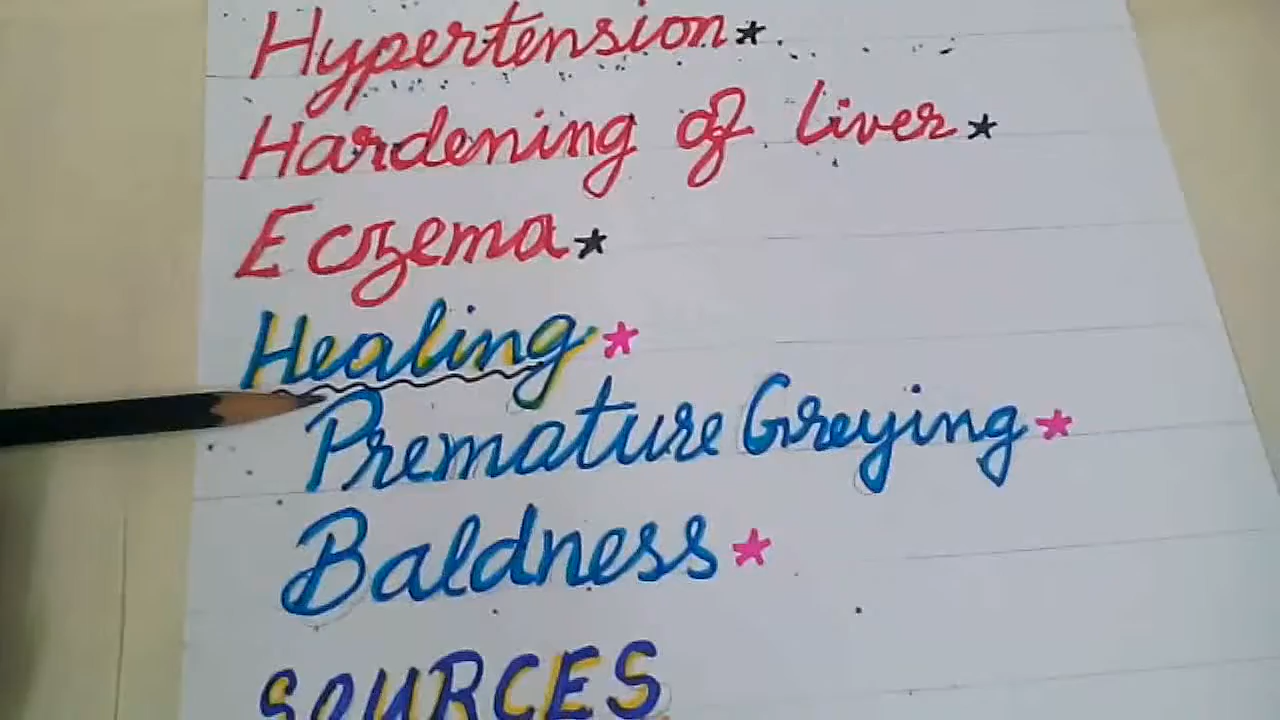 Hypertension
Hardening of liver
Eczema
Healing
Premature Greying
Baldness
SOURCES